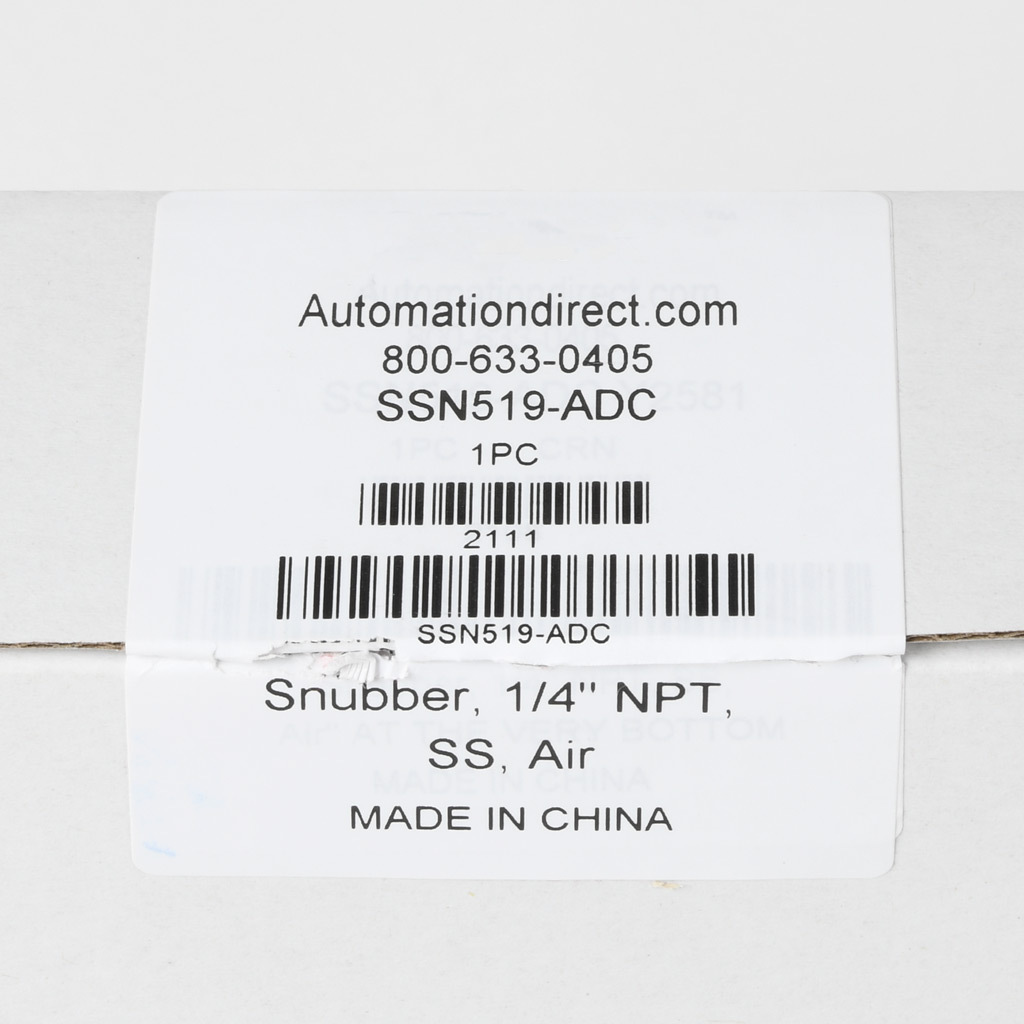 Automationdirect.com
800-633-0405
SSN519-ADC
1PC
2111
SSN519-ADC
Snubber, 1/4" NPT,
SS, Air
MADE IN CHINA